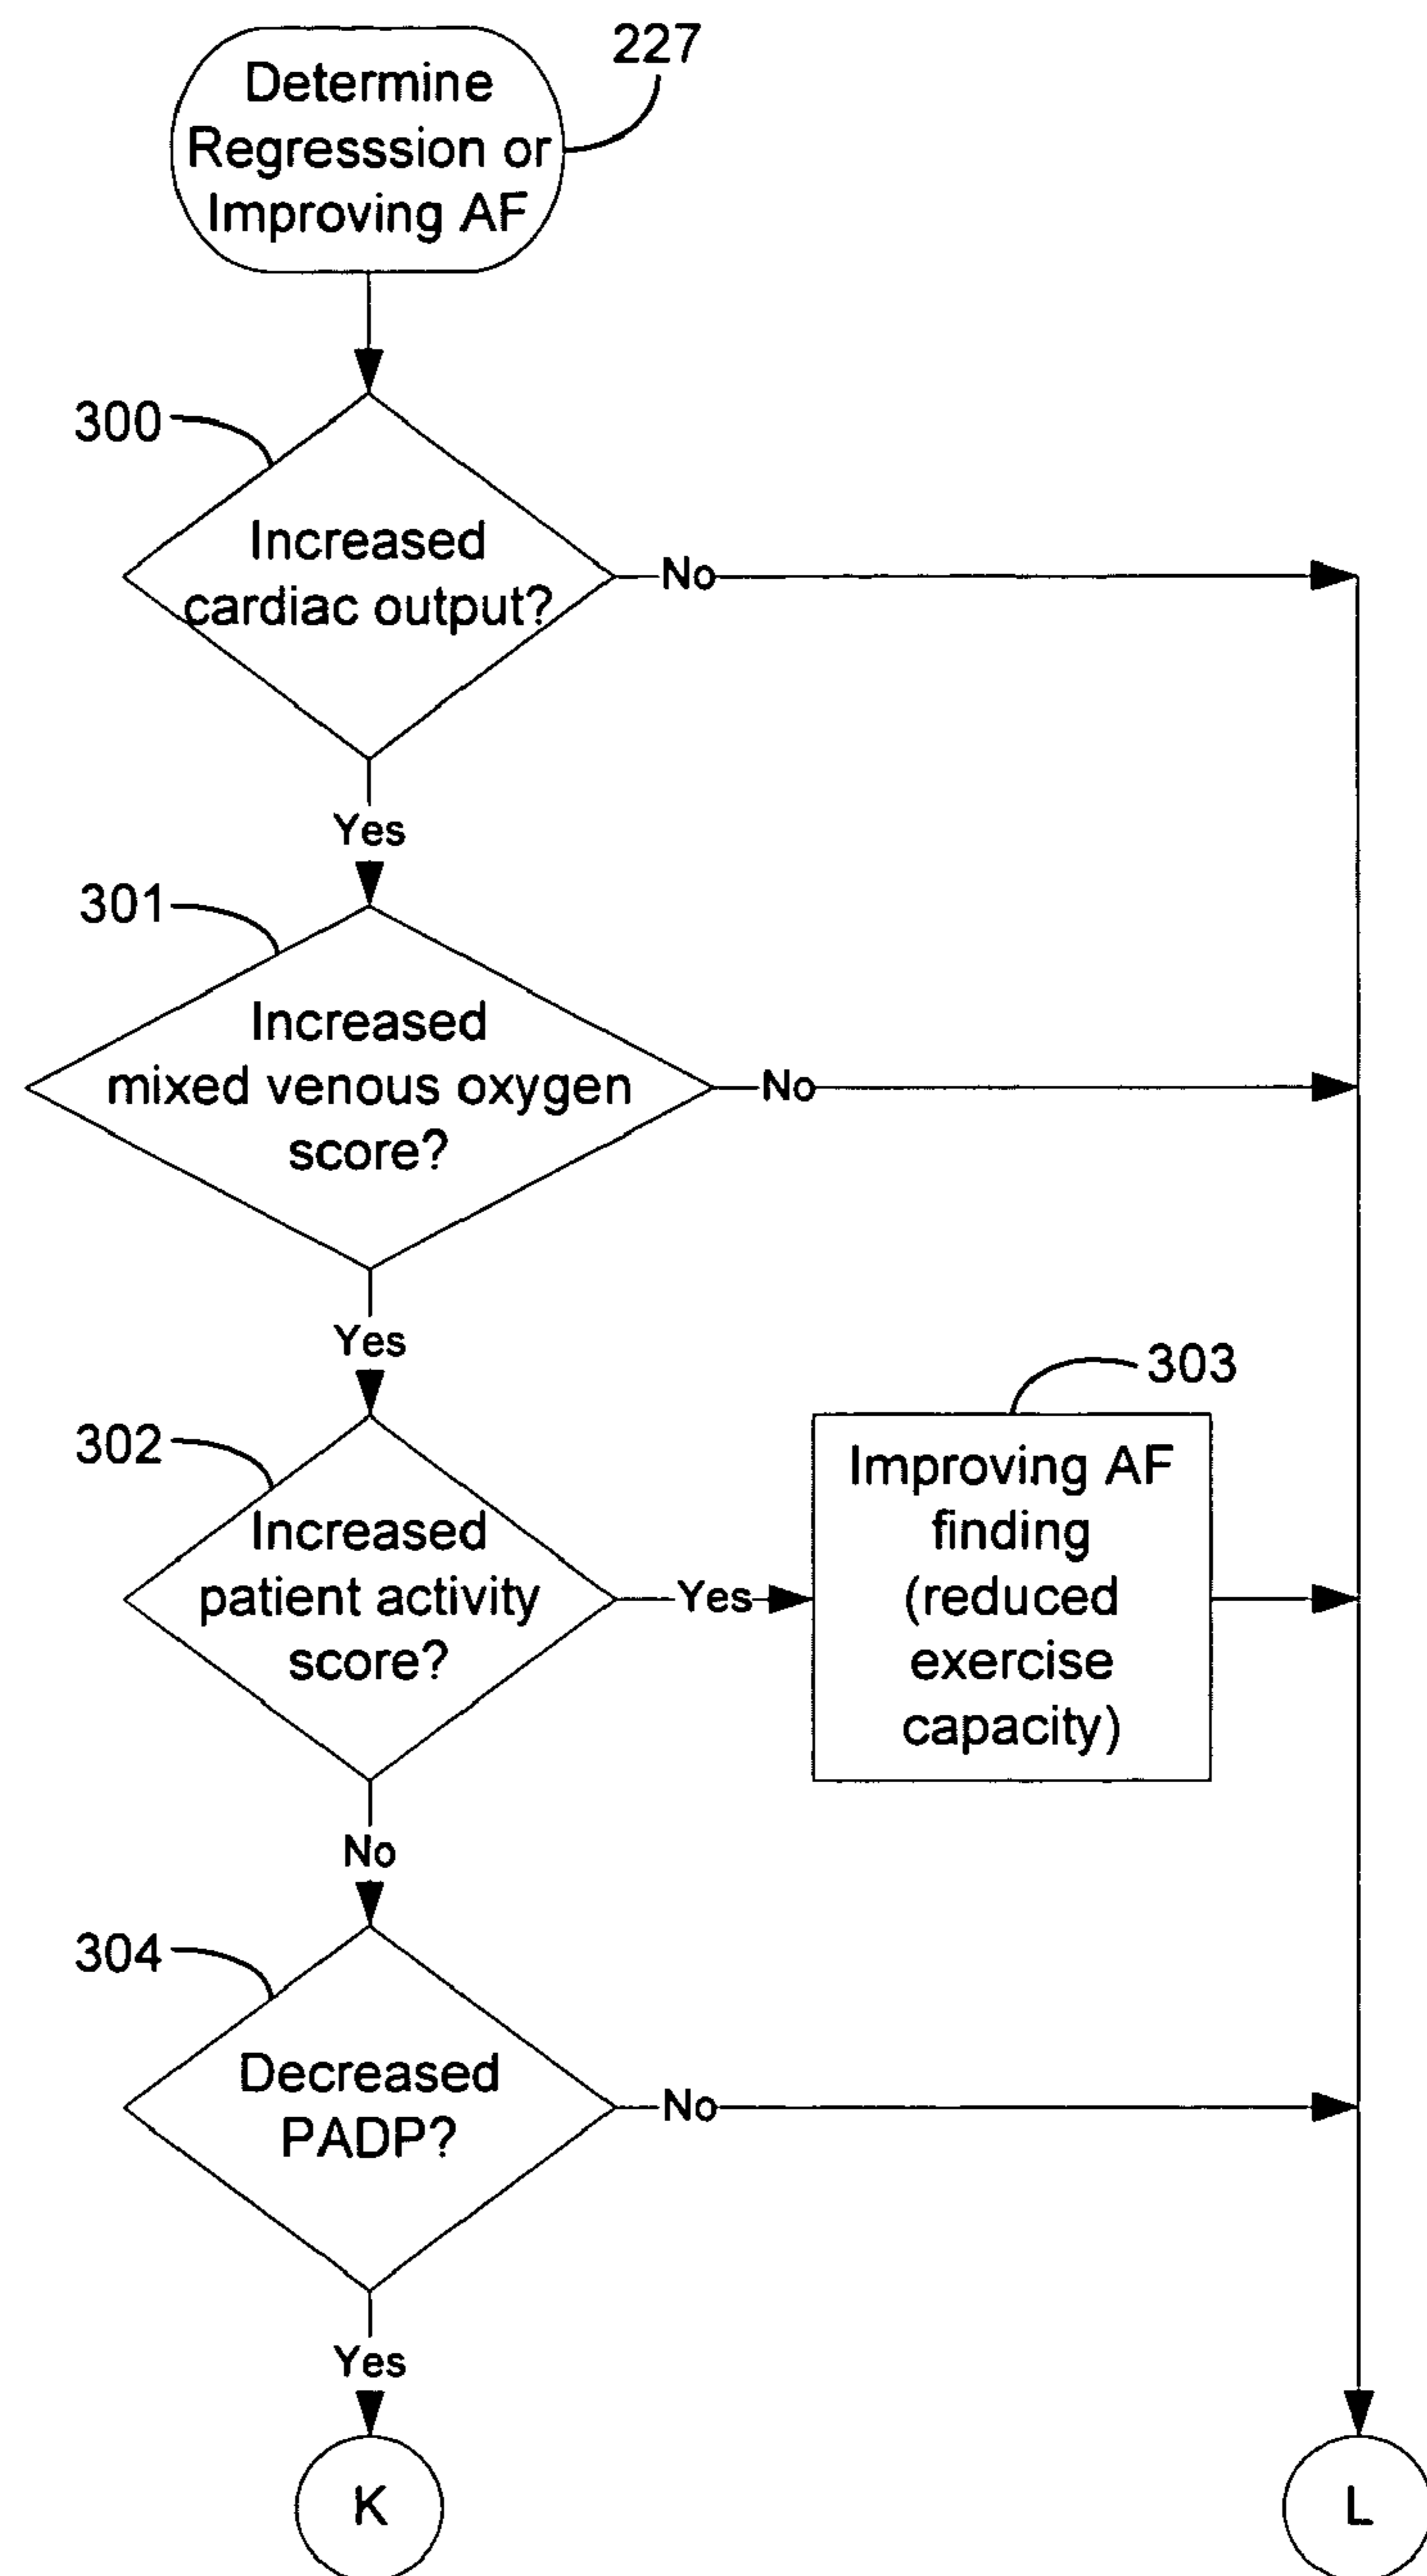 227
Determine
Regresssion or
Improving AF
300
Increased
cardiac output?
No
Yes
301
Increased
mixed venous oxygen
score?
No
Yes
302
Increased
patient activity
score?
Yes
303
Improving AF
finding
(reduced
exercise
capacity)
No
304
Decreased
PADP?
No
Yes
K
L